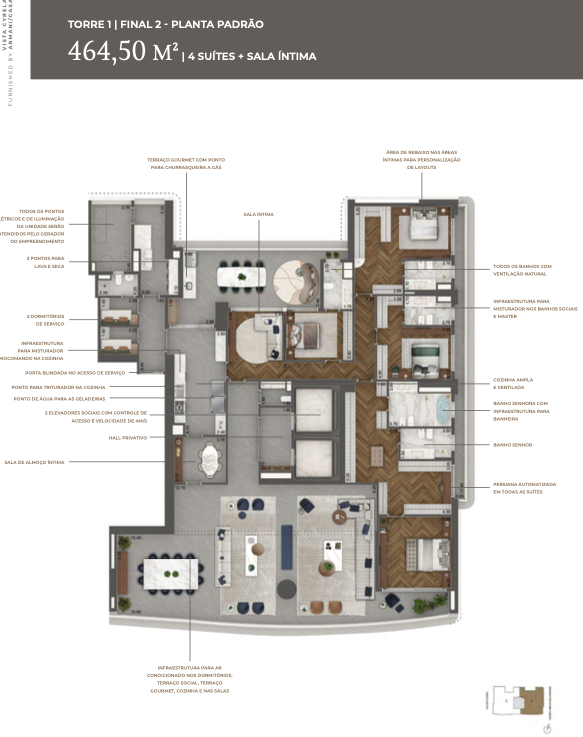 VISTA CYRELA
FURNISHED BY ARMANI/CASA
TORRE 1 | FINAL 2 - PLANTA PADRÃO
464,50 M² | 4 SUÍTES + SALA ÍNTIMA
TERRAÇO GOURMET COM PONTO
PARA CHURRASQUEIRA A GÁS
ÁREA DE REBAIXO NAS ÁREAS
ÍNTIMAS PARA PERSONALIZAÇÃO
DE LAYOUTS
TODOS OS PONTOS
ELÉTRICOS E DE ILUMINAÇÃO
DA UNIDADE SERÃO
ATENDIDOS PELO GERADOR
DO EMPREENDIMENTO
SALA ÍNTIMA
3 PONTOS PARA
LAVA E SECA
TODOS OS BANHOS COM
VENTILAÇÃO NATURAL
INFRAESTRUTURA PARA
MISTURADOR NOS BANHOS SOCIAIS
E MASTER
2 DORMITÓRIOS
DE SERVIÇO
INFRAESTRUTURA
PARA MISTURADOR
MONOCOMANDO NA COZINHA
PORTA BLINDADA NO ACESSO DE SERVIÇO
PONTO PARA TRITURADOR NA COZINHA
PONTO DE ÁGUA PARA AS GELADEIRAS
2 ELEVADORES SOCIAIS COM CONTROLE DE
ACESSO E VELOCIDADE DE 4M/S
HALL PRIVATIVO
SALA DE ALMOÇO ÍNTIMA
COZINHA AMPLA
E VENTILADA
BANHO SENHORA COM
INFRAESTRUTURA PARA
BANHEIRA
BANHO SENHOR
PERSIANA AUTOMATIZADA
EM TODAS AS SUÍTES
INFRAESTRUTURA PARA AR
CONDICIONADO NOS DORMITÓRIOS,
TERRAÇO SOCIAL, TERRAÇO
GOURMET, COZINHA E NAS SALAS